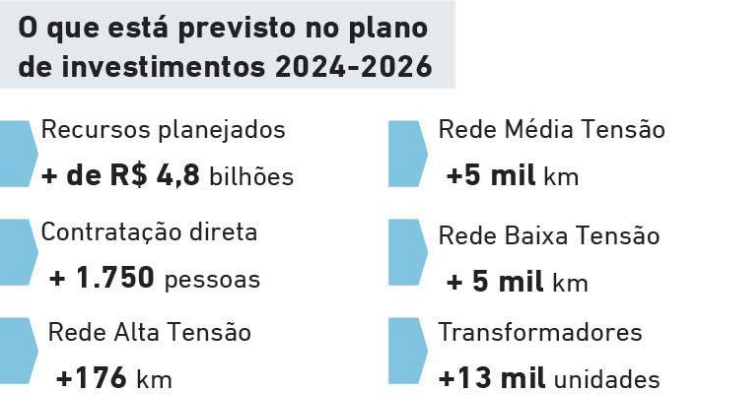 O que está previsto no plano
de investimentos 2024-2026
Recursos planejados
+ de R$ 4,8 bilhões
Contratação direta
+ 1.750 pessoas
Rede Alta Tensão
+176 km
Rede Média Tensão
+5 mil km
Rede Baixa Tensão
+ 5 mil km
Transformadores
+13 mil unidades